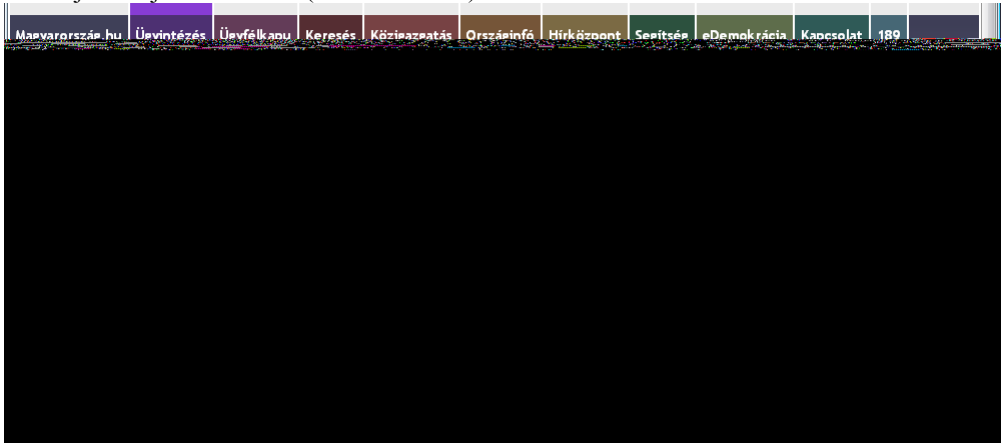 Magyarország.hu Ügyintézés Ügyfélkapu Keresés Közigazgatás Országinfó Hírközpont Segítség eDemokrácia Kapcsolat 189